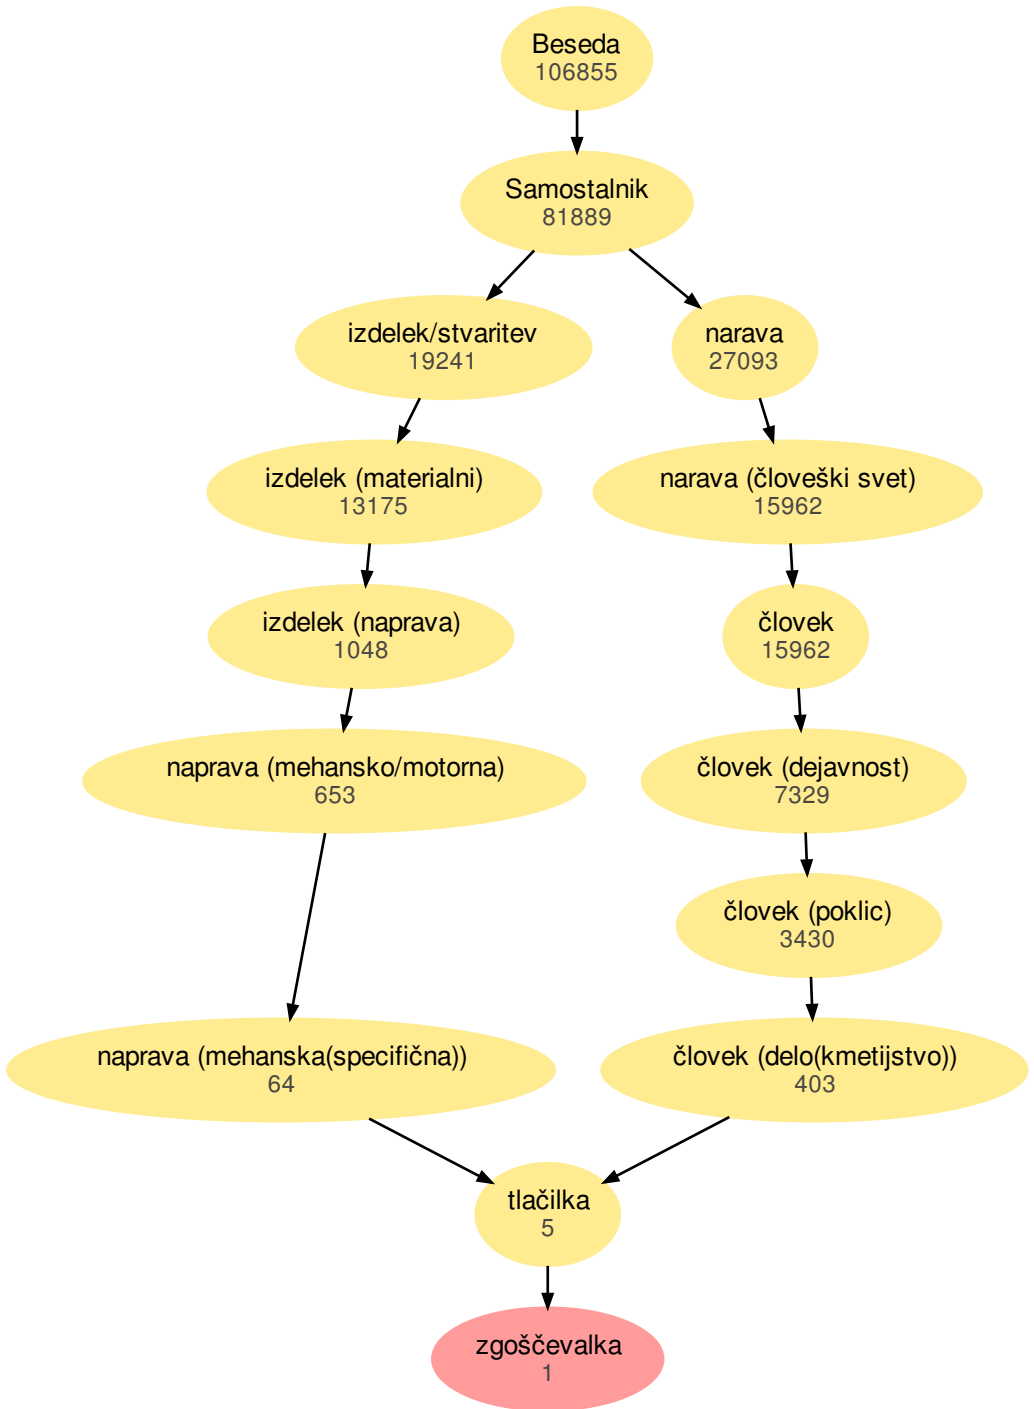 Beseda
106855
Samostalnik
81889
izdelek/stvaritev
19241
narava
27093
izdelek (materialni)
13175
narava (človeški svet)
15962
izdelek (naprava)
1048
človek
15962
naprava (mehansko/motorna)
653
človek (dejavnost)
7329
človek (poklic)
3430
naprava (mehanska(specifična))
64
človek (delo(kmetijstvo))
403
tlačilka
5
zgoščevalka
1